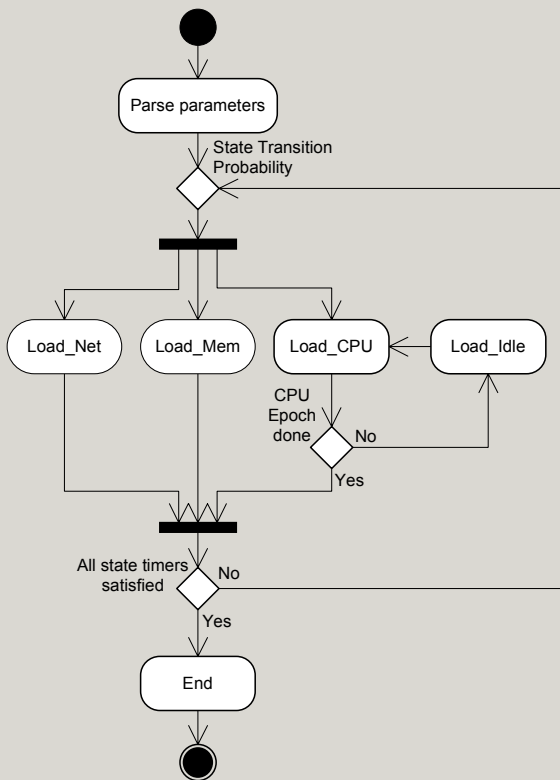 Parse parameters
State Transition
Probability
Load_Net
Load_Mem
Load_CPU
Load_Idle
CPU
Epoch
done
No
Yes
All state timers
satisfied
No
Yes
End